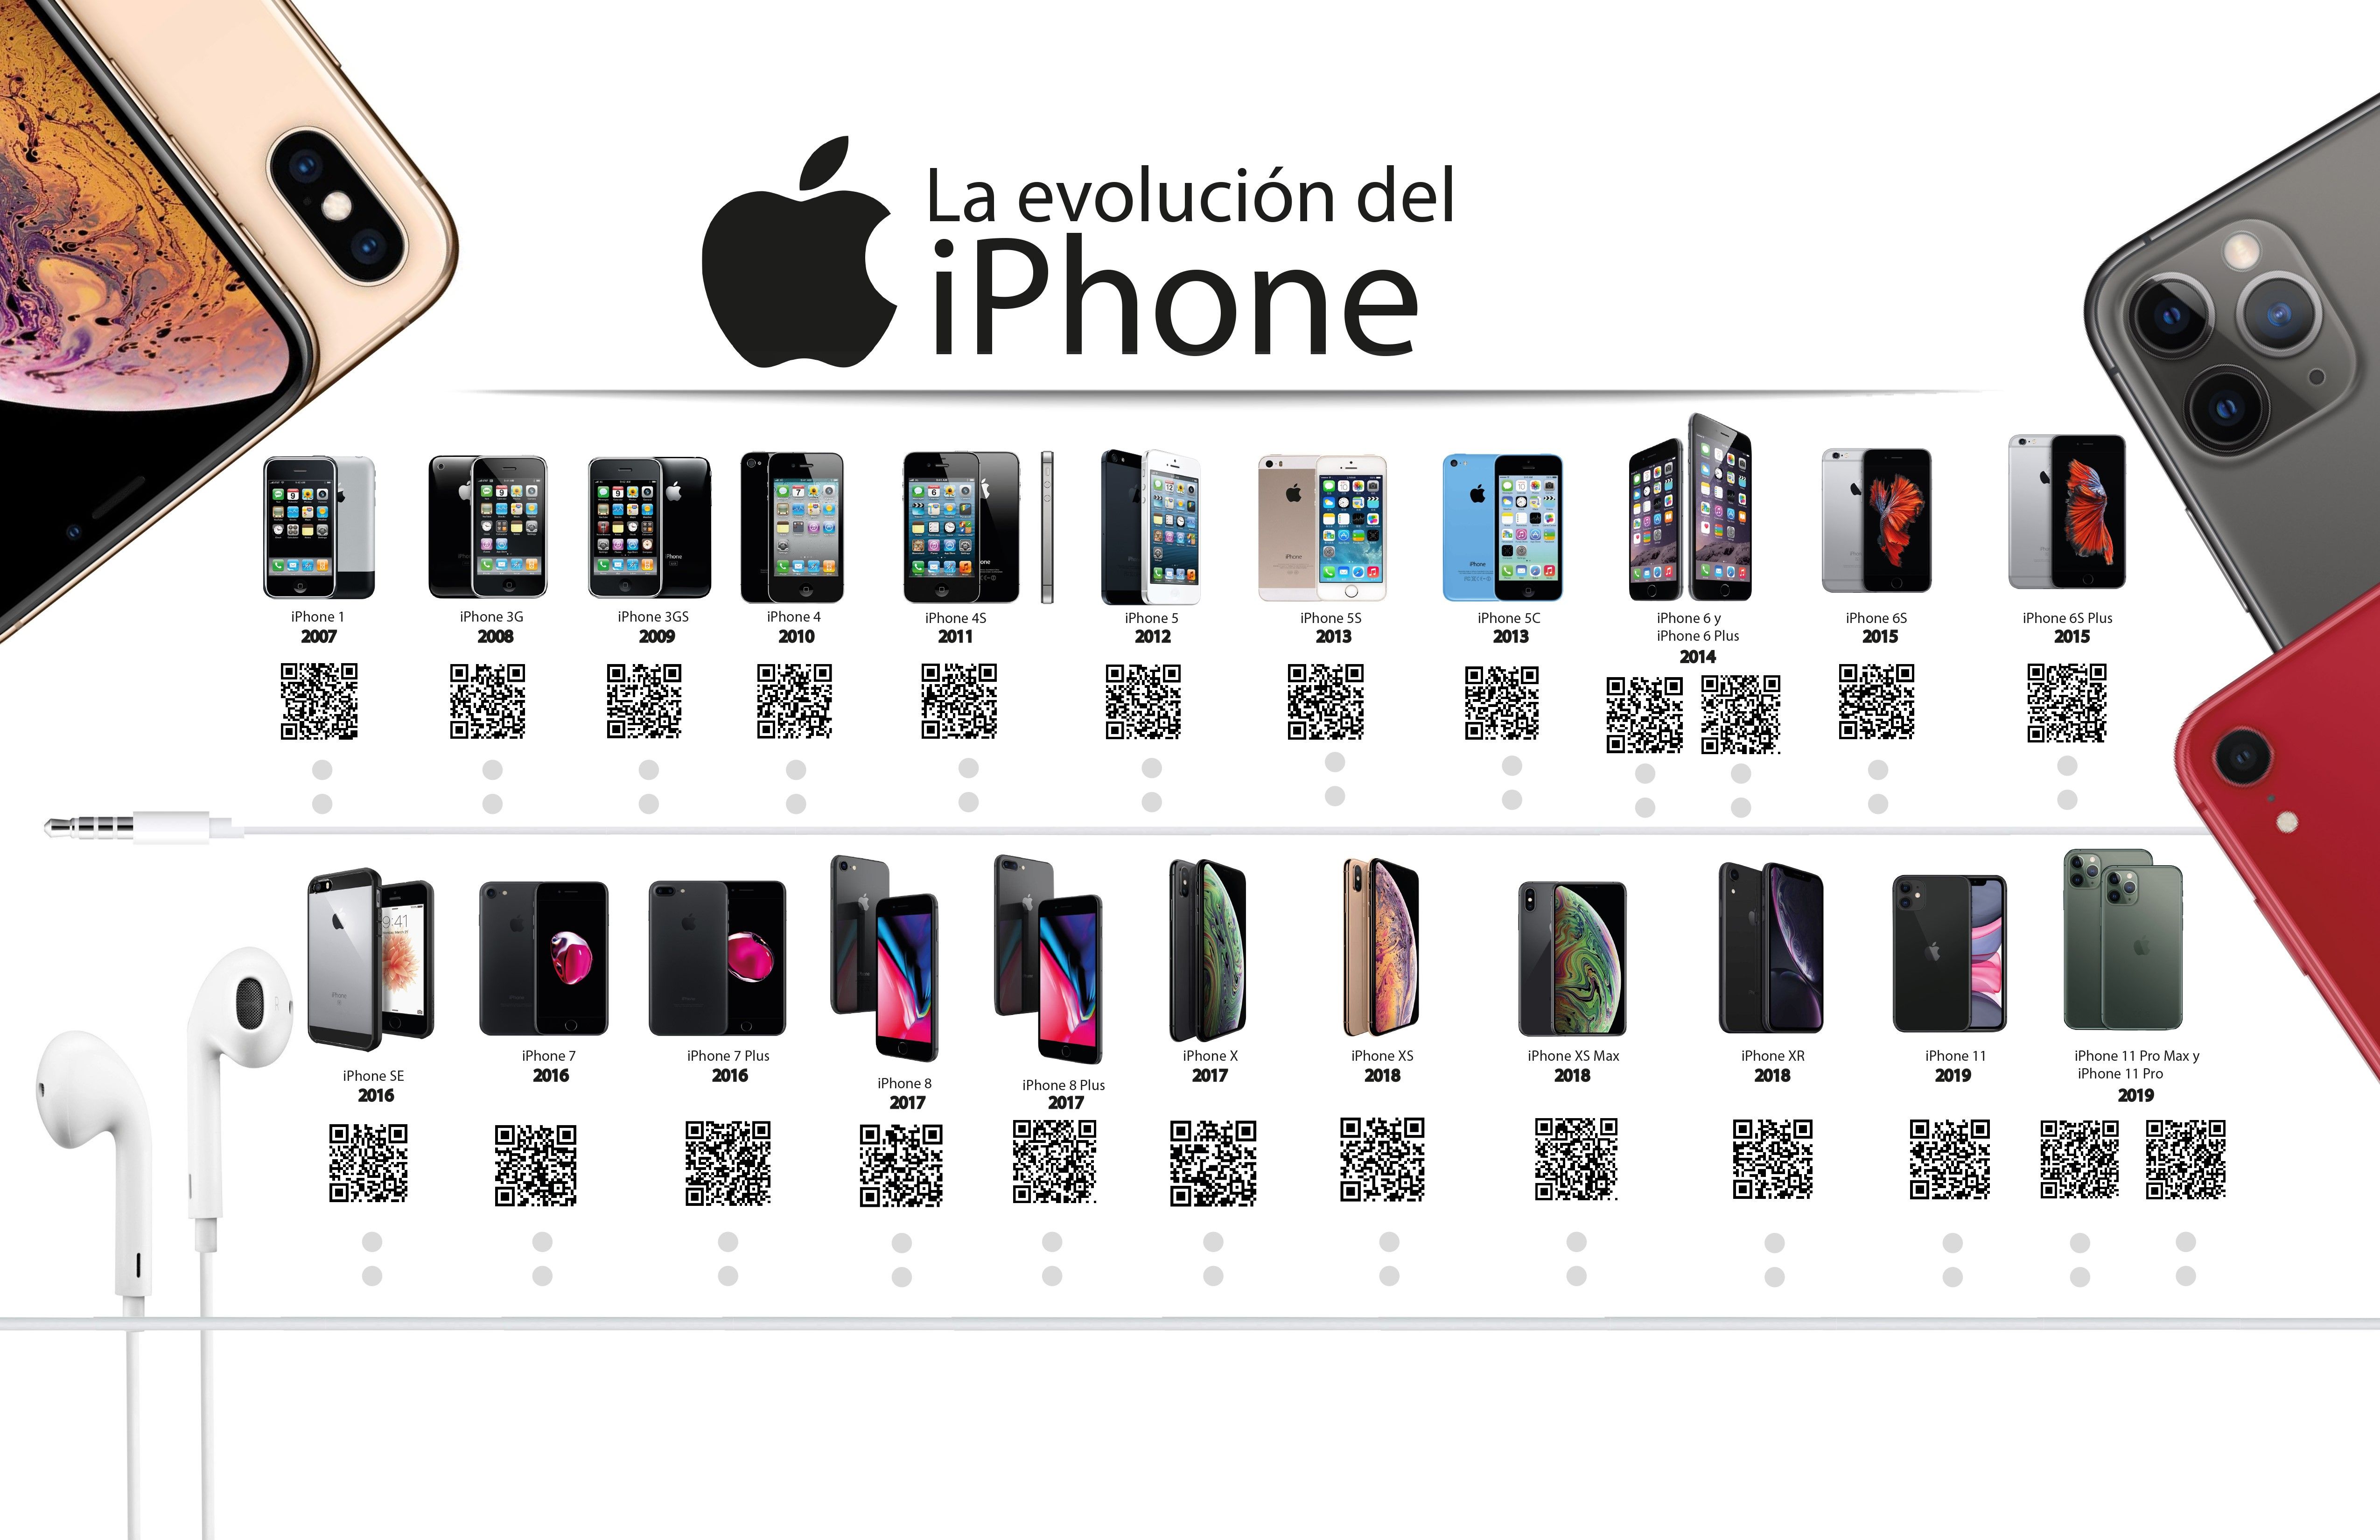 La evolución del
iPhone
iPhone 1
2007
iPhone 3G
2008
iPhone 3GS
2009
iPhone 4
2010
iPhone 4S
2011
iPhone 5
2012
iPhone 5S
2013
iPhone 5C
2013
iPhone 6 y
iPhone 6 Plus
2014
iPhone 6S
2015
iPhone 6S Plus
2015
iPhone SE
2016
iPhone 7
2016
iPhone 7 Plus
2016
iPhone 8
2017
iPhone 8 Plus
2017
iPhone X
2017
iPhone XS
2018
iPhone XS Max
2018
iPhone XR
2018
iPhone 11
2019
iPhone 11 Pro Max y
iPhone 11 Pro
2019